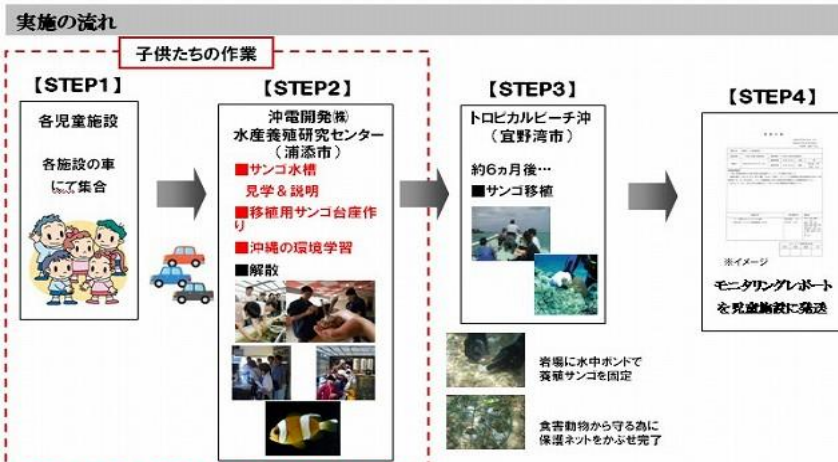 実施の流れ
子供たちの作業
【STEP1】
各児童施設
各施設の車
にて集合
【STEP2】
沖電開発㈱
水産養殖研究センター
（浦添市）
■サンゴ水槽
見学＆説明
■移植用サンゴ台座作
り
■沖縄の環境学習
■解散
【STEP3】
トロピカルビーチ沖
（宜野湾市）
約6ヵ月後…
■サンゴ移植
岩場に水中ボンドで
養殖サンゴを固定
食害動物から守る為に
保護ネットをかぶせ完了
【STEP4】
※イメージ
モニタリングレポート
を児童施設に発送